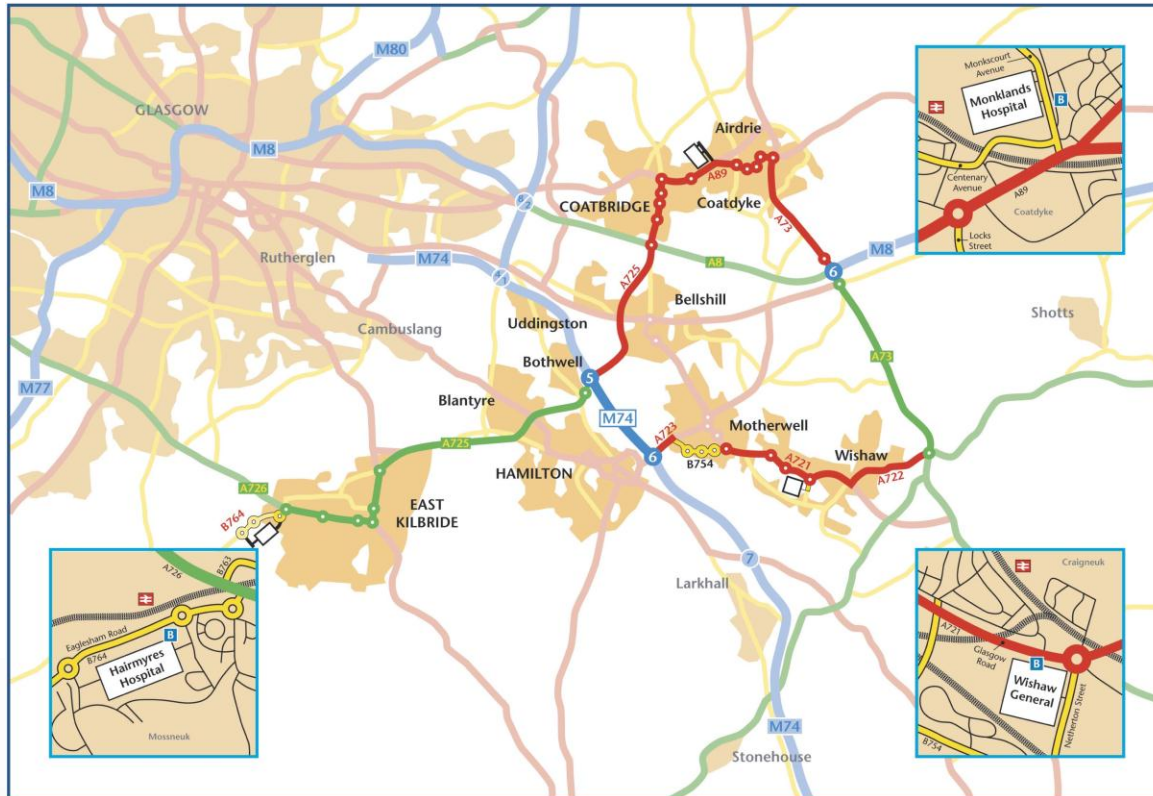 M80
GLASGOW
M8
M8
M8
Airdrie
A89
COATBRIDGE
Coatdyke
A73
Rutherglen
M74
A8
6
M8
A725
Bellshill
Uddingston
Cambuslang
Shotts
M77
Bothwell
5
A73
Blantyre
M74
A723
Motherwell
A725
6
B754
A721
Wishaw
HAMILTON
A722
A726
EAST
KILBRIDE
B764
7
Larkhall
M74
Stonehouse
Monkscourt
Avenue
Monklands
Hospital
B
Centenary
Avenue
A89
Coatdyke
Locks
Street
A726
B763
Eaglesham Road
B764
B
Hairmyres
Hospital
Mossneuk
Craigneuk
A721
Glasgow
Road
B
Wishaw
General
Netherton Street
B754